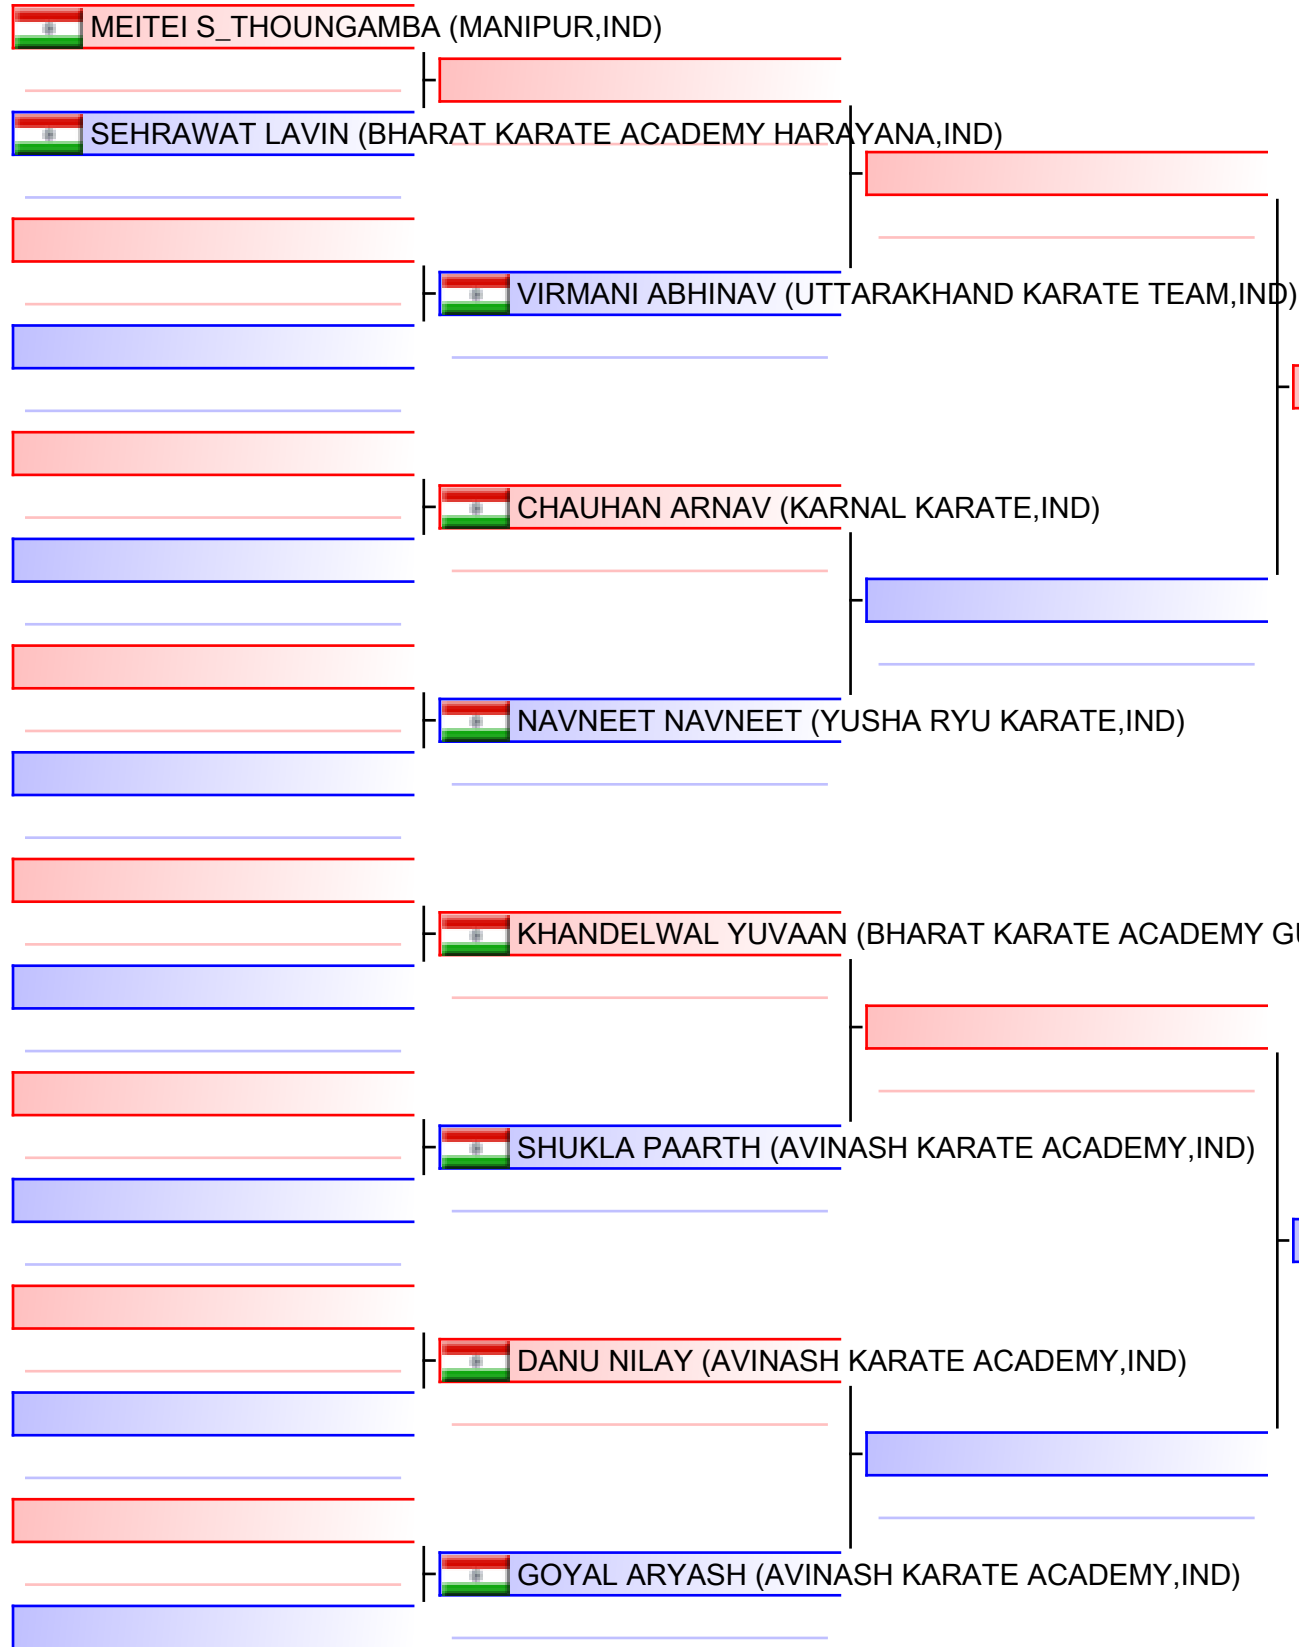 MEITEI S_THOUNGAMBA (MANIPUR,IND)
SEHRAWAT LAVIN (BHARAT KARATE ACADEMY HARAYANA,IND)
VIRMANI ABHINAV (UTTARAKHAND KARATE TEAM,IND)
CHAUHAN ARNAV (KARNAL KARATE,IND)
NAVNEET NAVNEET (YUSHA RYU KARATE,IND)
KHANDELWAL YUVAAN (BHARAT KARATE ACADEMY GU
SHUKLA PAARTH (AVINASH KARATE ACADEMY,IND)
DANU NILAY (AVINASH KARATE ACADEMY,IND)
GOYAL ARYASH (AVINASH KARATE ACADEMY,IND)